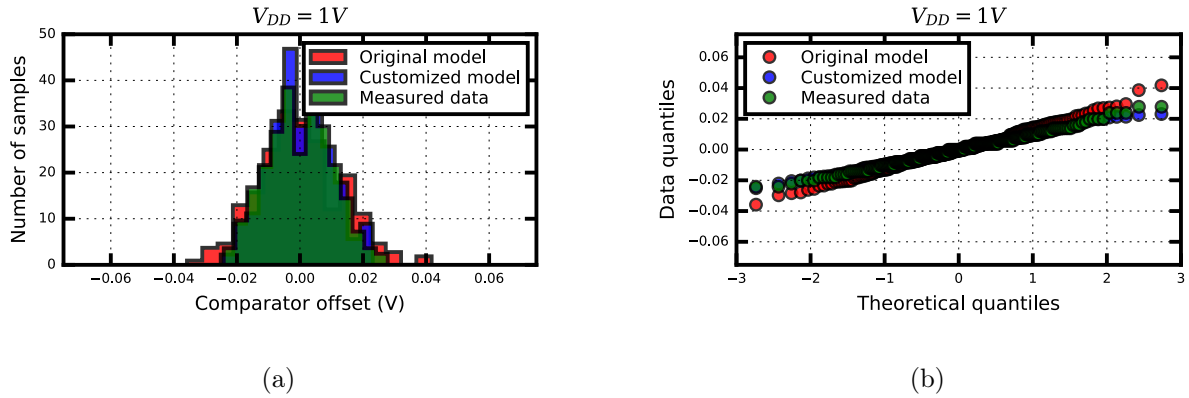 V_DD = 1V
50
40
30
20
10
0
Number of samples
Original model
Customized model
Measured data
−0.06
−0.04
−0.02
0.00
0.02
0.04
0.06
Comparator offset (V)
(a)
V_DD = 1V
0.06
0.04
0.02
0.00
−0.02
−0.04
−0.06
Data quantiles
Original model
Customized model
Measured data
−3
−2
−1
0
1
2
3
Theoretical quantiles
(b)